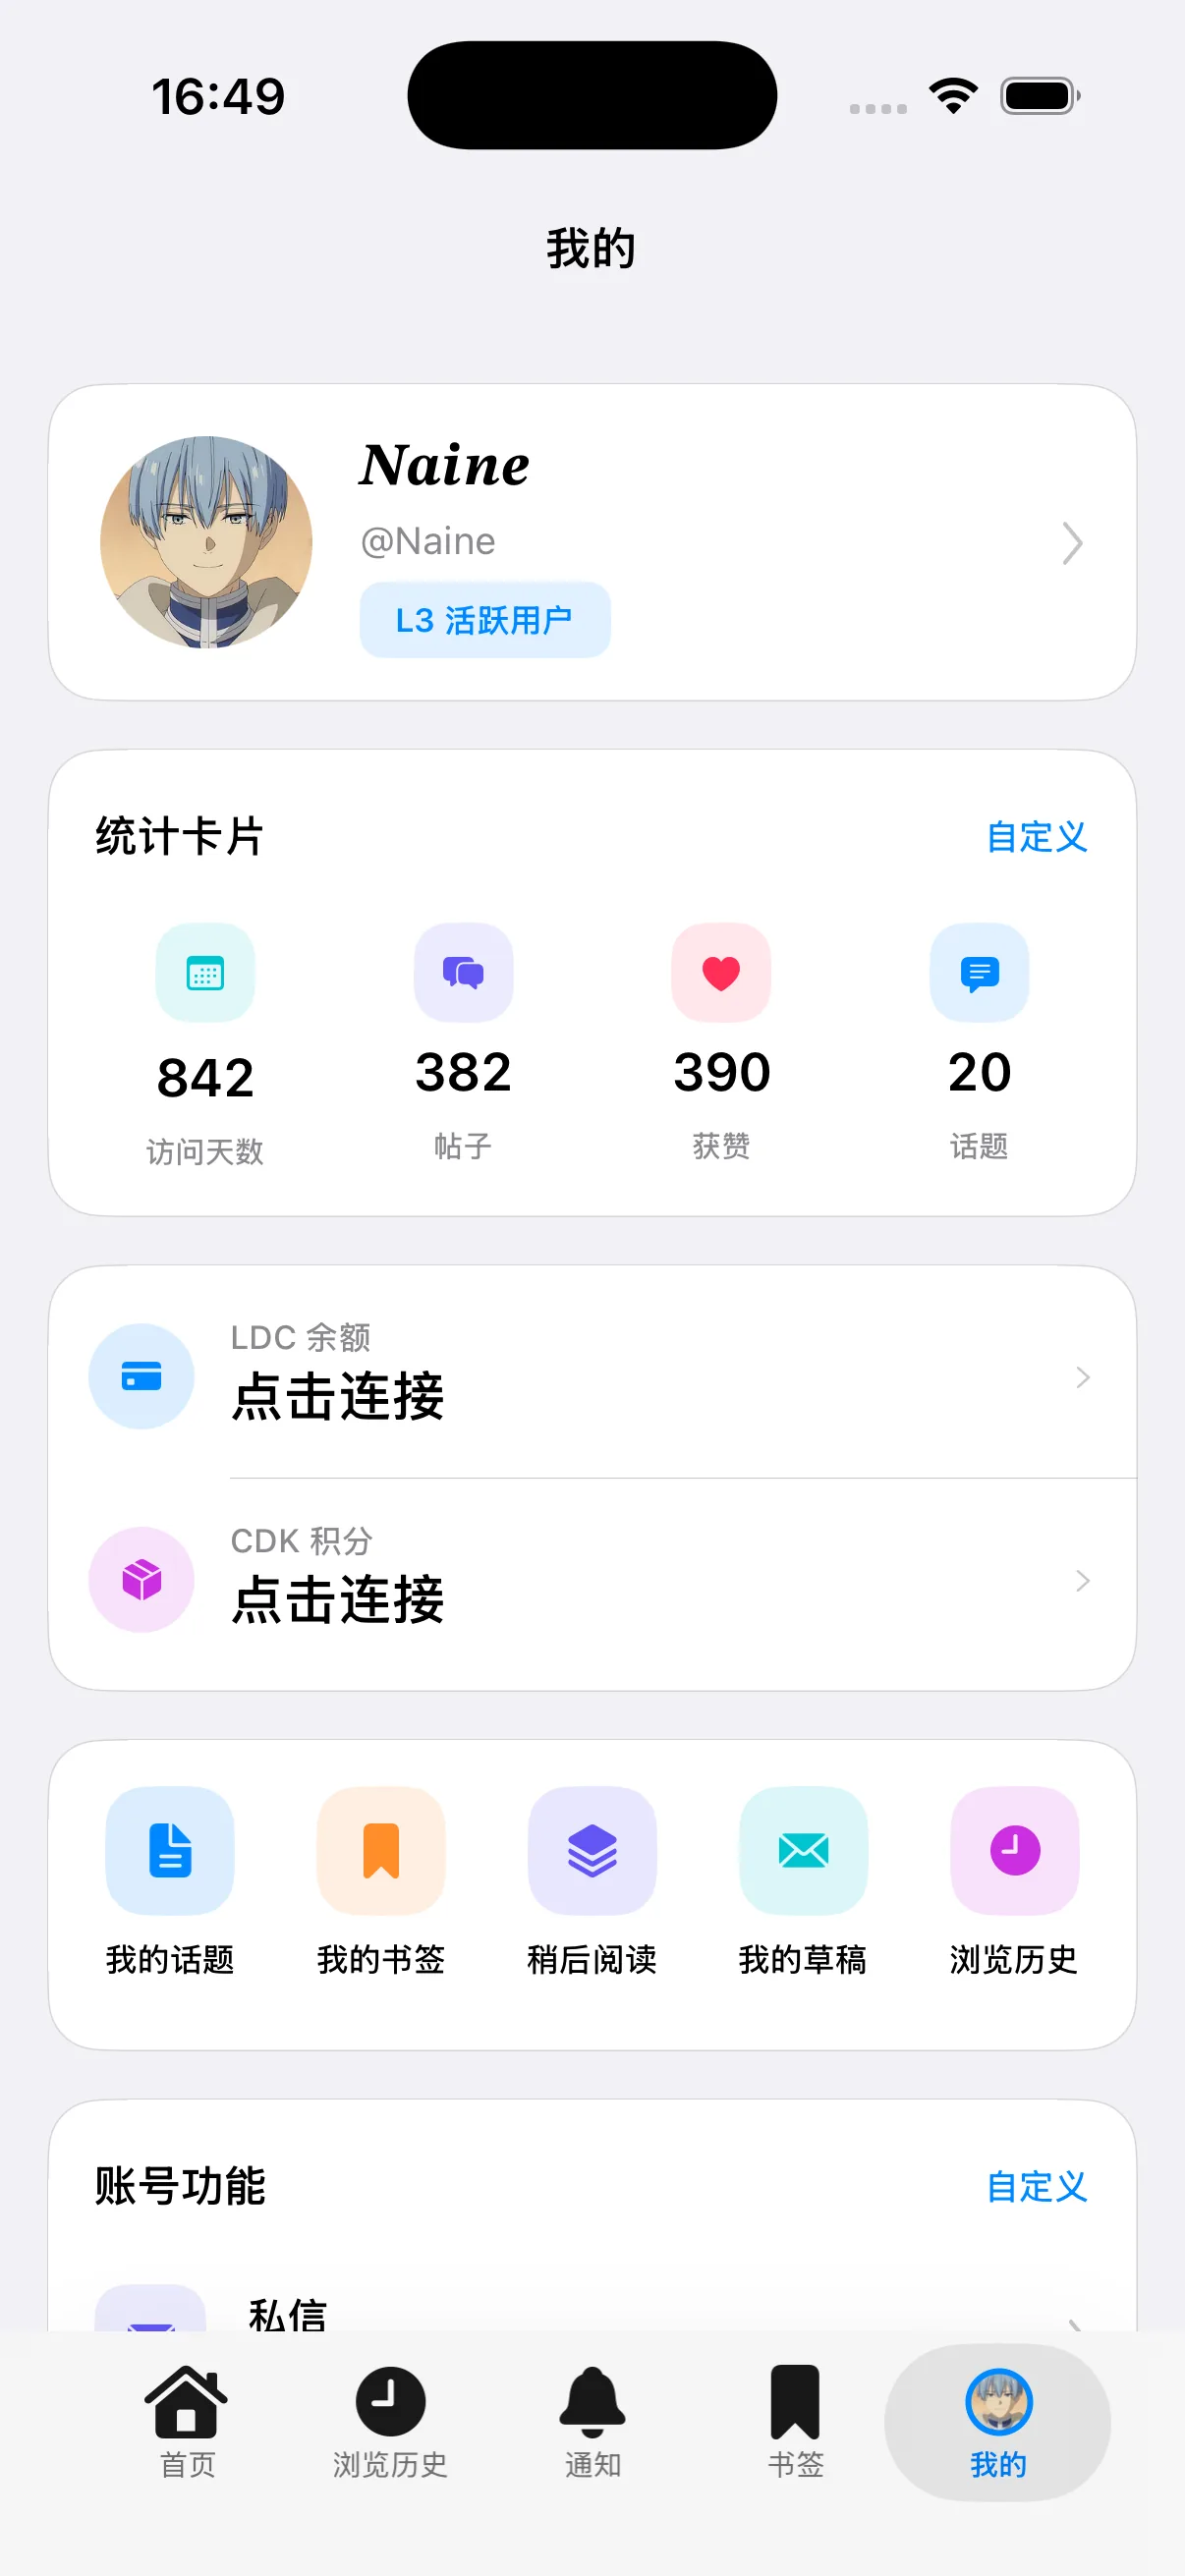 16:49
我的
Naine
@Naine
L3 活跃用户
统计卡片
自定义
842
382
390
20
访问天数
帖子
获赞
话题
LDC 余额
点击连接
CDK 积分
点击连接
我的话题
我的书签
稍后阅读
我的草稿
浏览历史
账号功能
自定义
私信
首页
浏览历史
通知
书签
我的